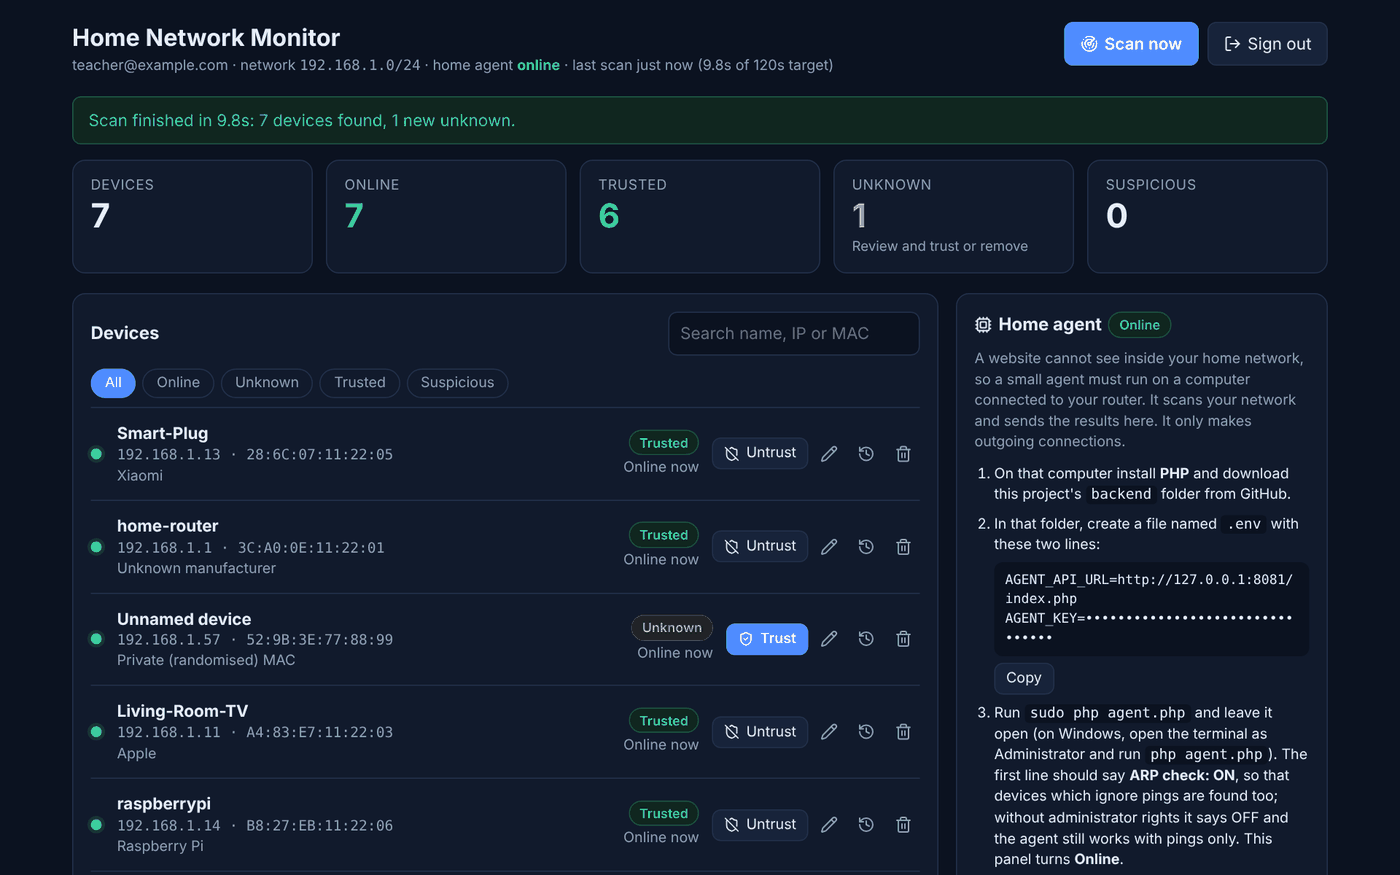 Home Network Monitor
teacher@example.com · network 192.168.1.0/24 · home agent online · last scan just now (9.8s of 120s target)
Scan now
Sign out
Scan finished in 9.8s: 7 devices found, 1 new unknown.
DEVICES
7
ONLINE
7
TRUSTED
6
UNKNOWN
1
Review and trust or remove
SUSPICIOUS
0
Devices
Search name, IP or MAC
All
Online
Unknown
Trusted
Suspicious
Smart-Plug
192.168.1.13 · 28:6C:07:11:22:05
Xiaomi
Trusted
Online now
Untrust
home-router
192.168.1.1 · 3C:A0:0E:11:22:01
Unknown manufacturer
Trusted
Online now
Untrust
Unnamed device
192.168.1.57 · 52:9B:3E:77:88:99
Private (randomised) MAC
Unknown
Online now
Trust
Living-Room-TV
192.168.1.11 · A4:83:E7:11:22:03
Apple
Trusted
Online now
Untrust
raspberrypi
192.168.1.14 · B8:27:EB:11:22:06
Raspberry Pi
Trusted
Online now
Untrust
Home agent
Online
A website cannot see inside your home network,
so a small agent must run on a computer
connected to your router. It scans your network
and sends the results here. It only makes
outgoing connections.
1. On that computer install PHP and download
this project's backend folder from GitHub.
2. In that folder, create a file named .env with
these two lines:
AGENT_API_URL=http://127.0.0.1:8081/
index.php
AGENT_KEY=••••••••••••••••••••••••••
••••••
Copy
3. Run sudo php agent.php and leave it
open (on Windows, open the terminal as
Administrator and run php agent.php ). The
first line should say ARP check: ON, so that
devices which ignore pings are found too;
without administrator rights it says OFF and
the agent still works with pings only. This
panel turns Online.